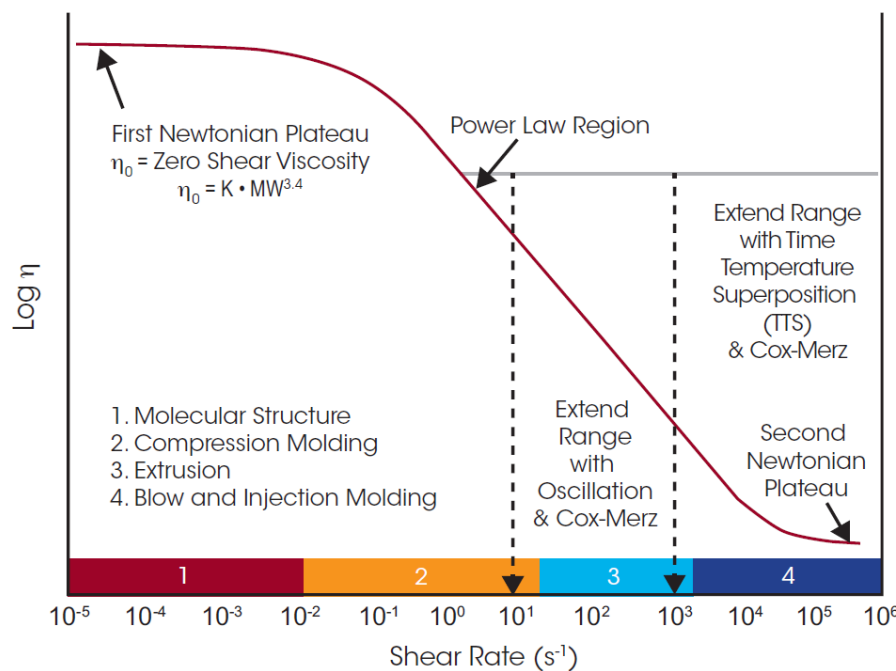 First Newtonian Plateau
η₀ = Zero Shear Viscosity
η₀ = K • MW³·⁴
Power Law Region
Extend Range
with Time
Temperature
Superposition
(TTS)
& Cox-Merz
Log η
1. Molecular Structure
2. Compression Molding
3. Extrusion
4. Blow and Injection Molding
Extend
Range
with
Oscillation
& Cox-Merz
Second
Newtonian
Plateau
1 2 3 4
10⁻⁵ 10⁻⁴ 10⁻³ 10⁻² 10⁻¹ 10⁰ 10¹ 10² 10³ 10⁴ 10⁵ 10⁶
Shear Rate (s⁻¹)